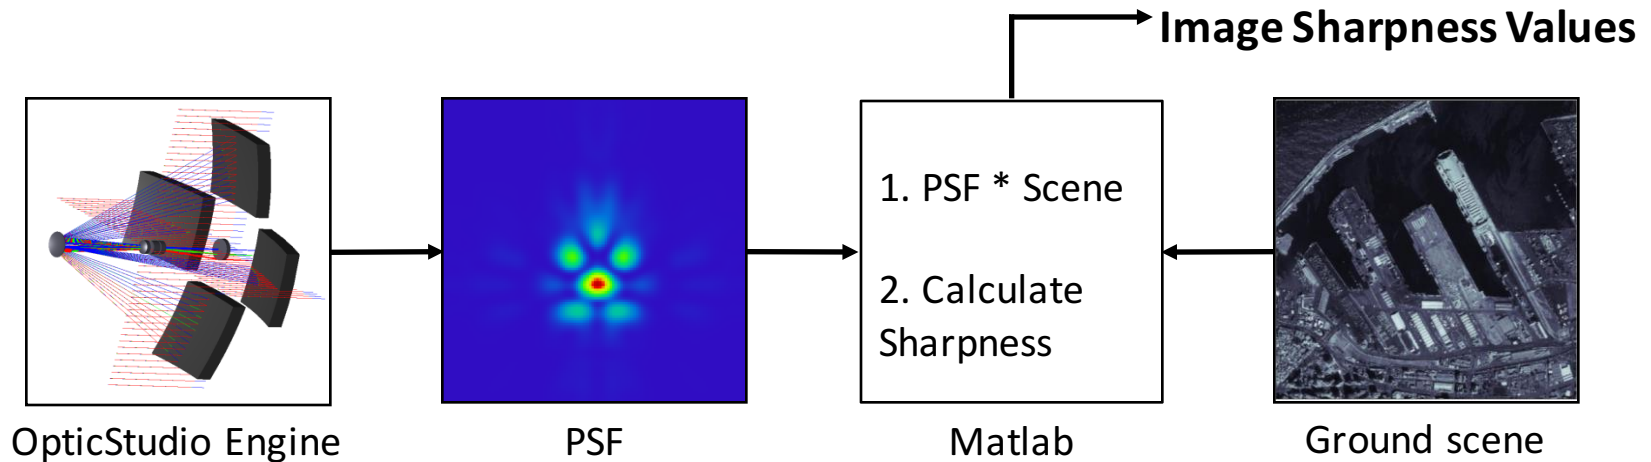 Image Sharpness Values
1. PSF * Scene
2. Calculate
Sharpness
OpticStudio Engine
PSF
Matlab
Ground scene